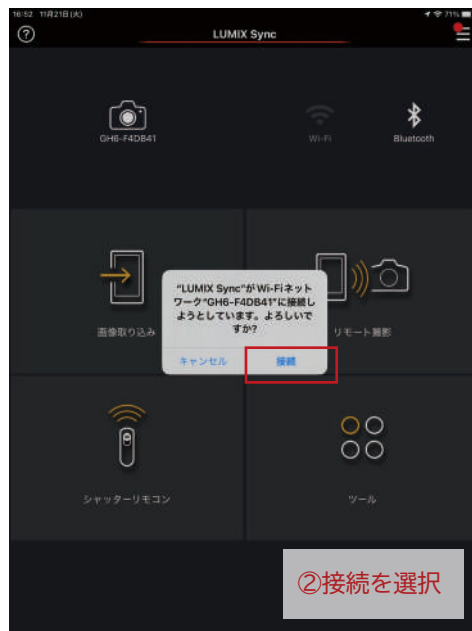 16:52 11月21日(火)
71%
LUMIX Sync
GH6-F4DB41
Wi-Fi
Bluetooth
"LUMIX Sync"がWi-Fiネット
ワーク"GH6-F4DB41"に接続し
ようとしています。よろしいで
すか?
キャンセル
接続
画像取り込み
リモート撮影
シャッターリモコン
ツール
②接続を選択